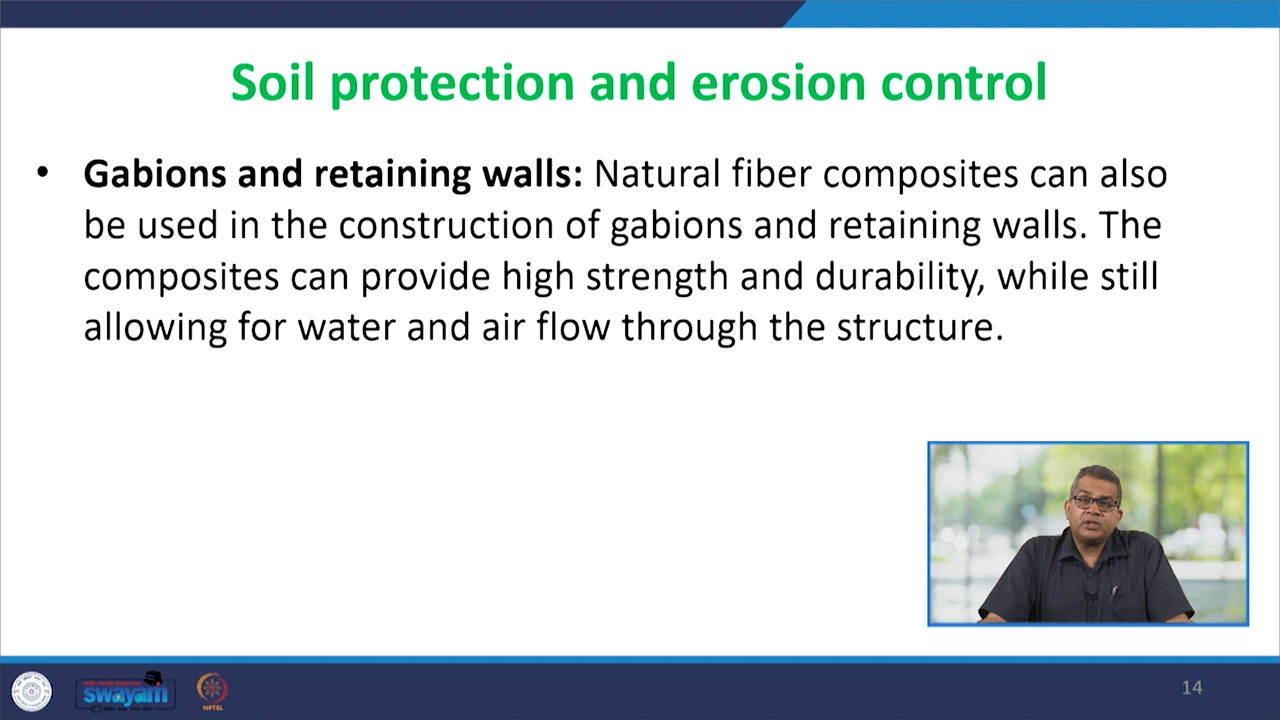 Soil protection and erosion control
• Gabions and retaining walls: Natural fiber composites can also
be used in the construction of gabions and retaining walls. The
composites can provide high strength and durability, while still
allowing for water and air flow through the structure.
swayam
NPTEL
14